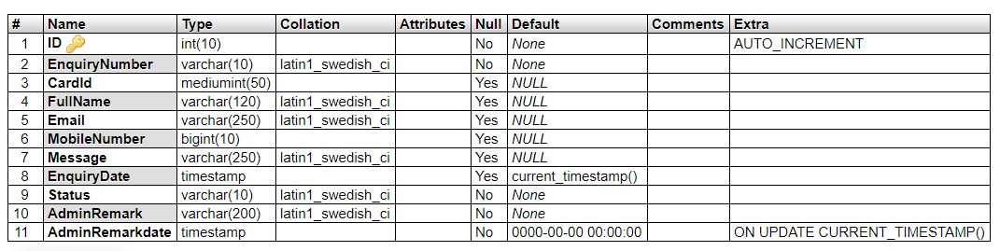 # Name Type Collation Attributes Null Default Comments Extra
1 ID int(10) No None AUTO_INCREMENT
2 EnquiryNumber varchar(10) latin1_swedish_ci No None
3 CardId mediumint(50) Yes NULL
4 FullName varchar(120) latin1_swedish_ci Yes NULL
5 Email varchar(250) latin1_swedish_ci Yes NULL
6 MobileNumber bigint(10) Yes NULL
7 Message varchar(250) latin1_swedish_ci Yes NULL
8 EnquiryDate timestamp Yes current_timestamp()
9 Status varchar(10) latin1_swedish_ci No None
10 AdminRemark varchar(200) latin1_swedish_ci No None
11 AdminRemarkdate timestamp No 0000-00-00 00:00:00 ON UPDATE CURRENT_TIMESTAMP()